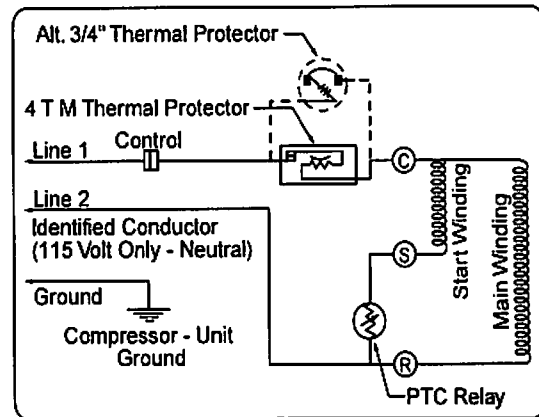 Alt. 3/4" Thermal Protector
4 T M Thermal Protector
Control
Line 1
C
Line 2
Identified Conductor
(115 Volt Only - Neutral)
S
Start Winding
Main Winding
Ground
Compressor - Unit
Ground
R
PTC Relay